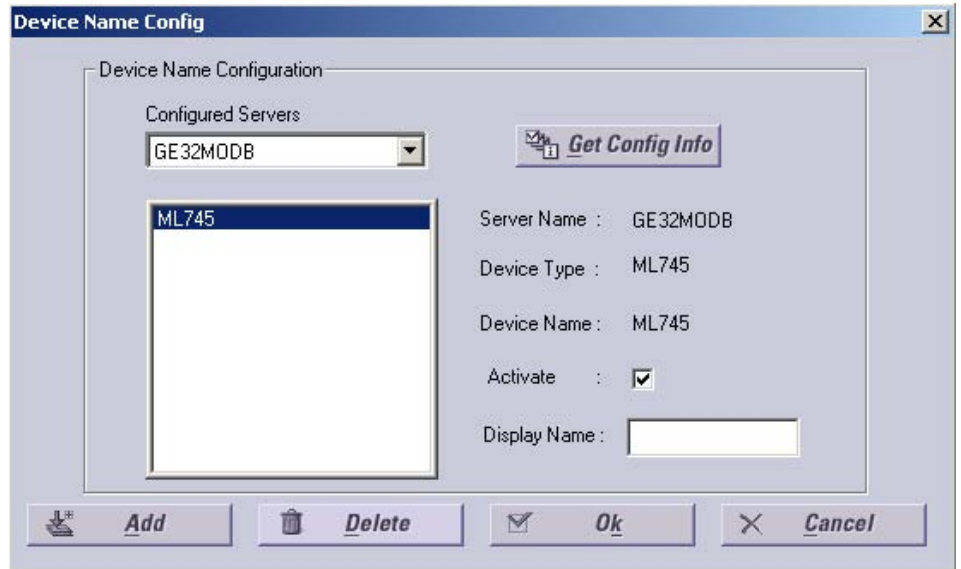 Device Name Config
Device Name Configuration
Configured Servers
GE32MODB
Get Config Info
ML745
Server Name : GE32MODB
Device Type : ML745
Device Name : ML745
Activate :
Display Name :
Add Delete Ok Cancel